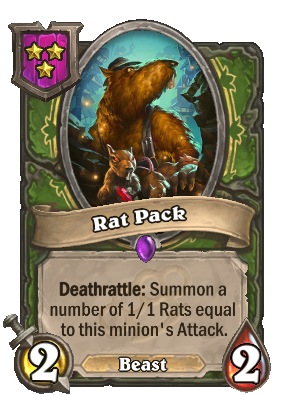 Rat Pack
Deathrattle: Summon a
number of 1/1 Rats equal
to this minion's Attack.
2
Beast
2